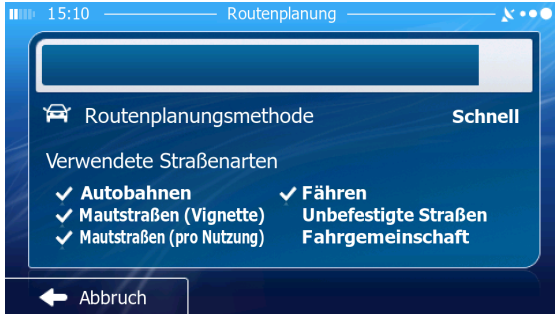 15:10 Routenplanung
Routenplanungsmethode Schnell
Verwendete Straßenarten
Autobahnen Fähren
Mautstraßen (Vignette) Unbefestigte Straßen
Mautstraßen (pro Nutzung) Fahrgemeinschaft
Abbruch